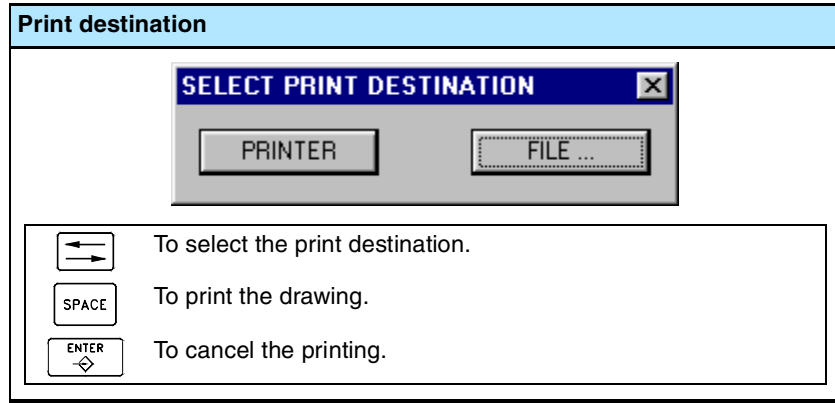 Print destination
SELECT PRINT DESTINATION
PRINTER FILE ...
To select the print destination.
SPACE To print the drawing.
ENTER To cancel the printing.